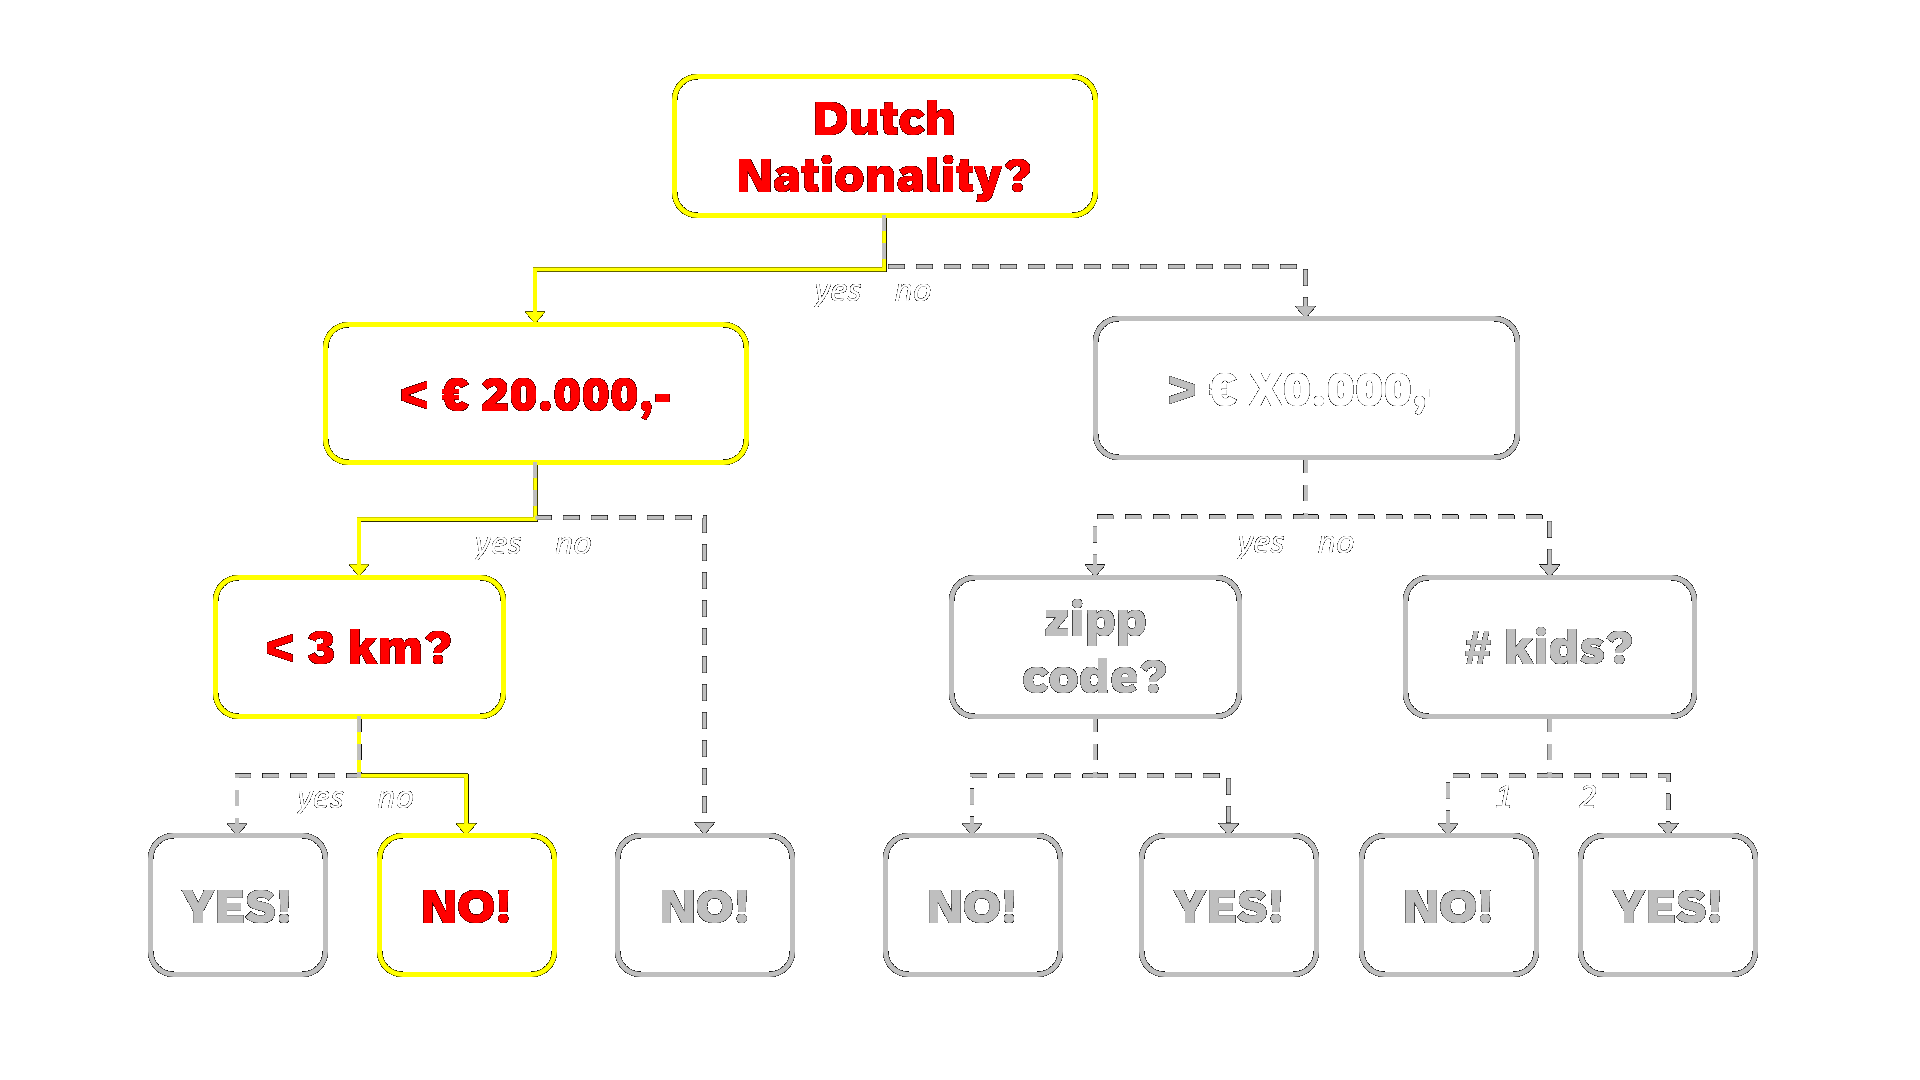 Dutch
Nationality?
yes no
< € 20.000,-
> € X0.000,-
yes no
yes no
< 3 km?
zipp
code?
# kids?
yes no
1 2
YES!
NO!
NO!
NO!
YES!
NO!
YES!